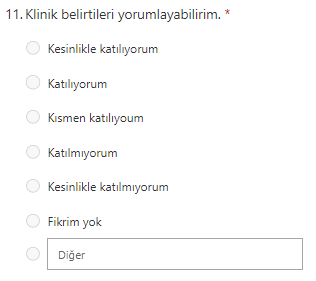 11. Klinik belirtileri yorumlayabilirim. *
Kesinlikle katılıyorum
Katılıyorum
Kısmen katılıyoum
Katılmıyorum
Kesinlikle katılmıyorum
Fikrim yok
Diğer